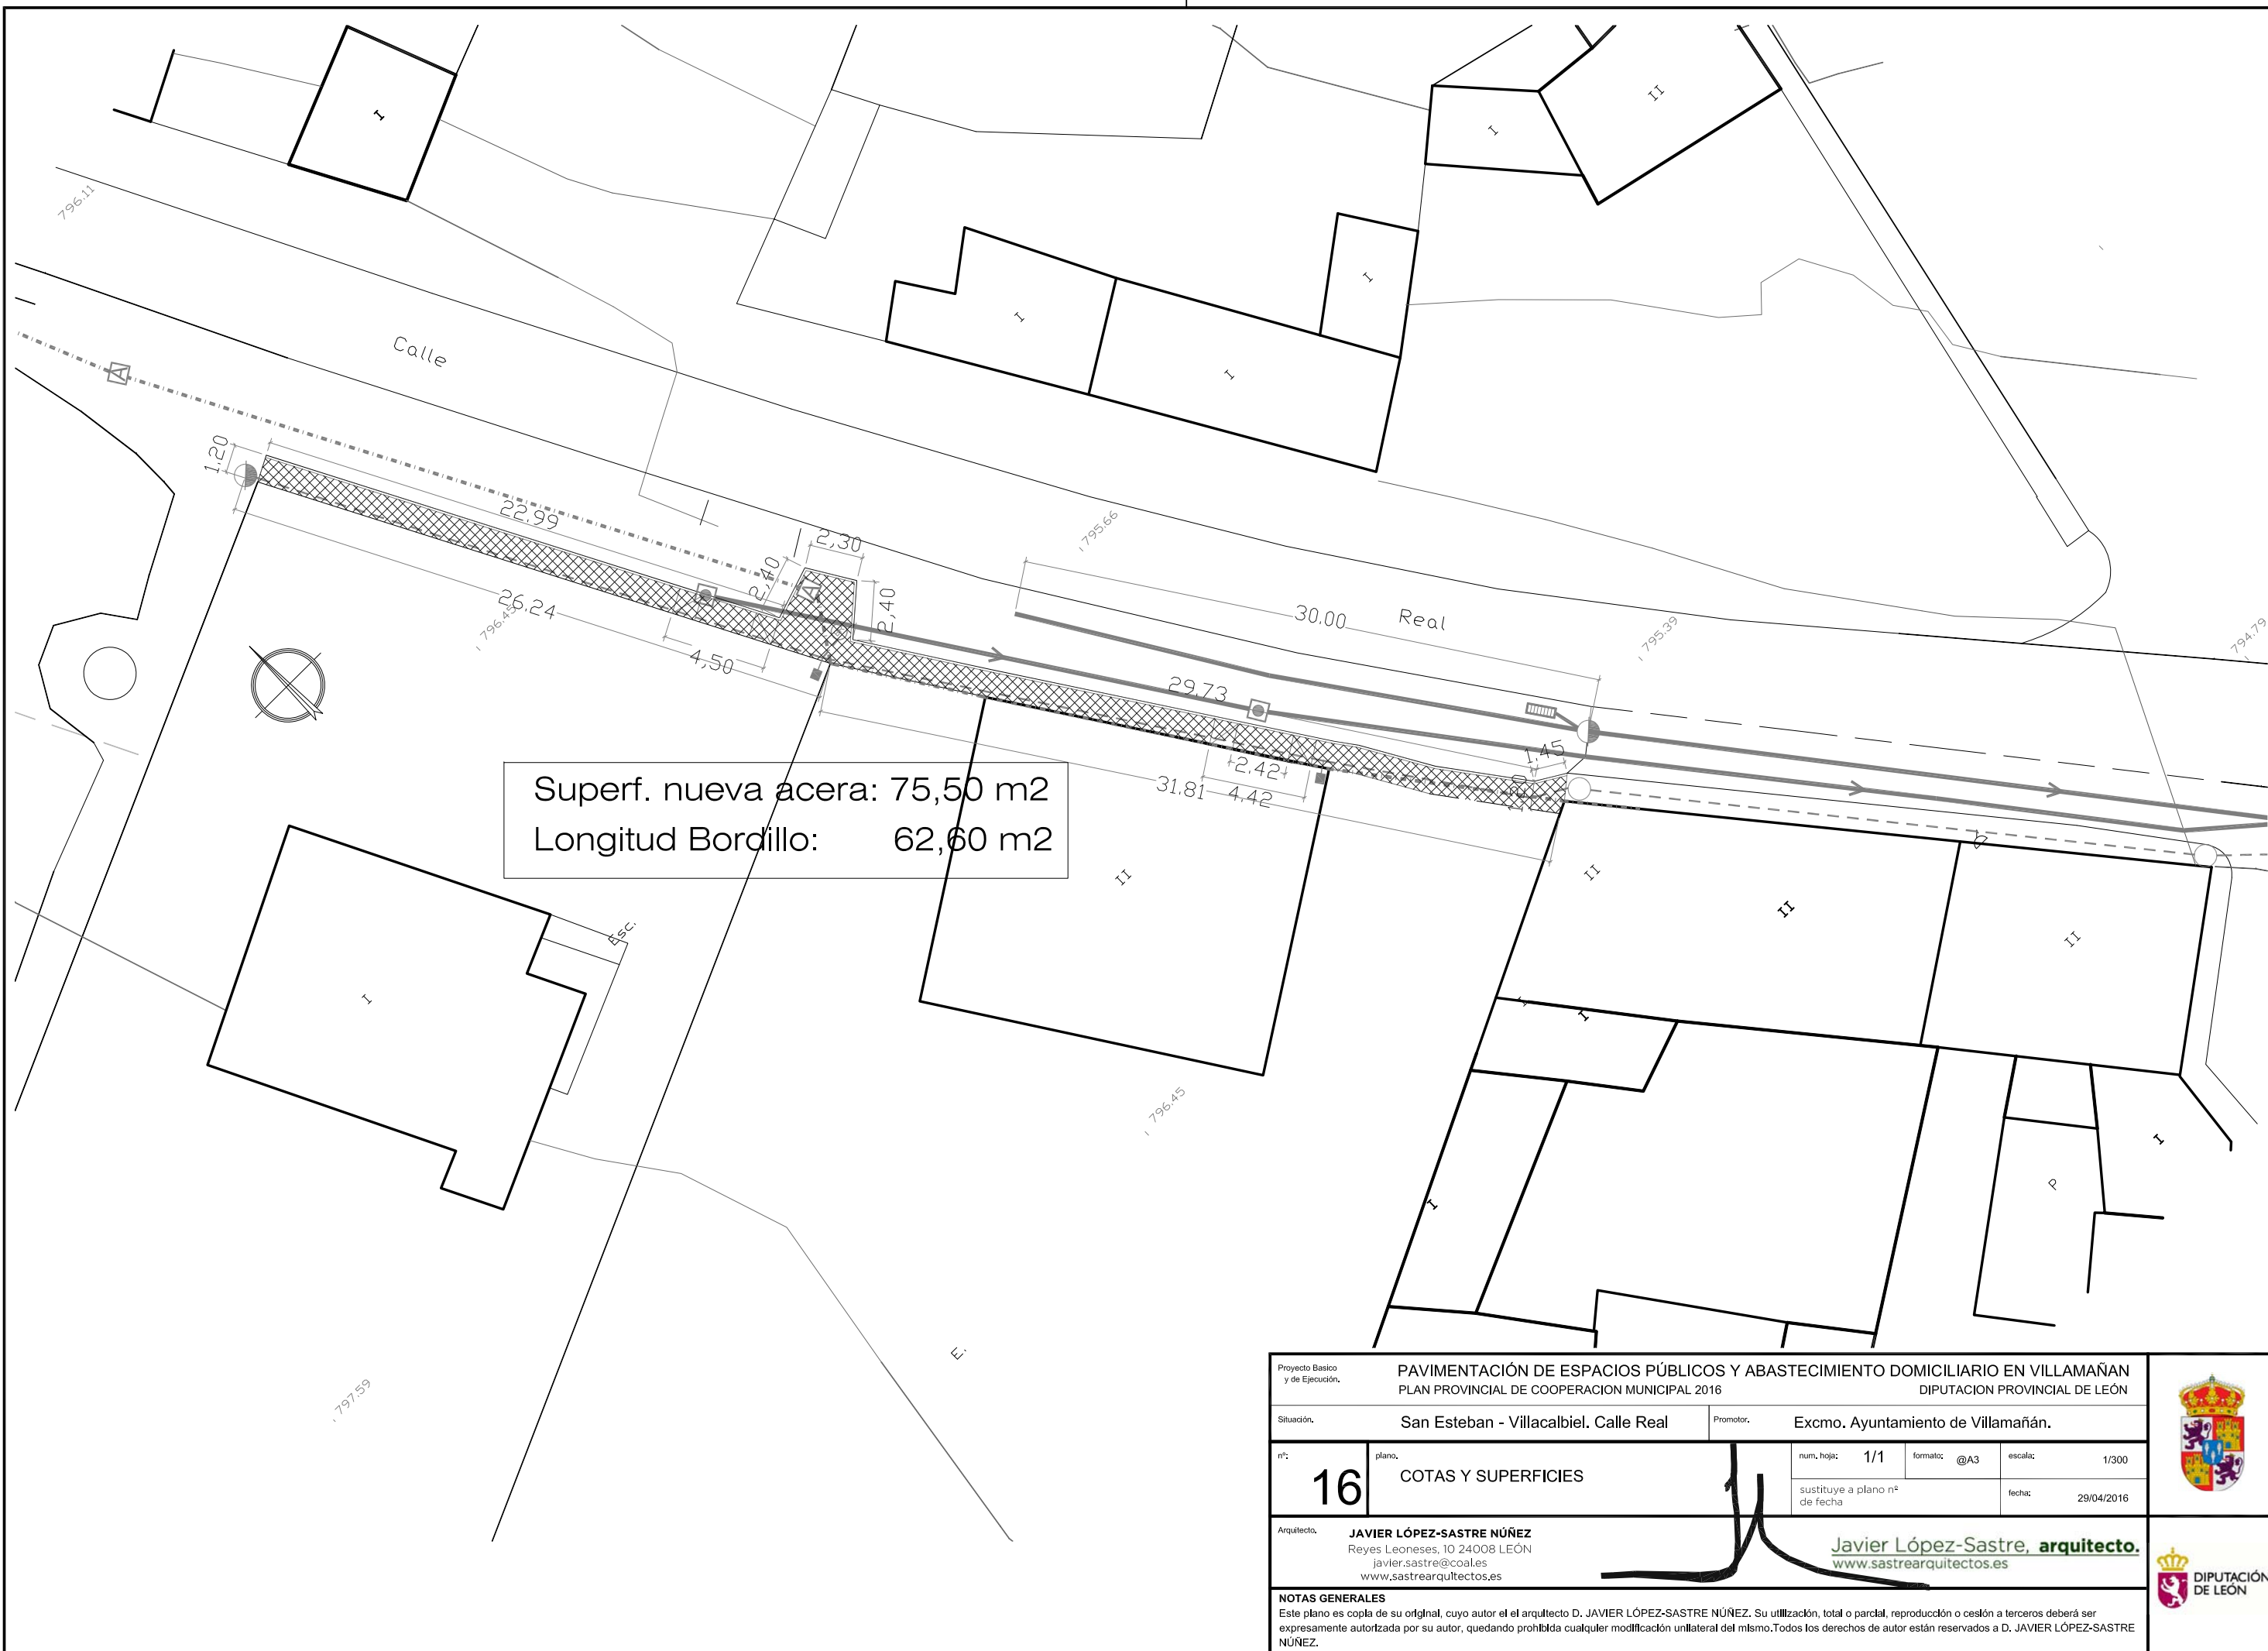 I
II
I
796.11
I
I
I
Calle
1,20
22.99
2,30
2,40
2,40
795.66
30.00
Real
795.39
794.79
26.24
796.45
4,50
29.73
1.45
2.42
31.81
4.42
Superf. nueva acera: 75,50 m2
Longitud Bordillo: 62,60 m2
II
II
II
II
Esc.
I
I
796.45
I
I
P
E.
797.59
Proyecto Basico
y de Ejecución.
PAVIMENTACIÓN DE ESPACIOS PÚBLICOS Y ABASTECIMIENTO DOMICILIARIO EN VILLAMAÑAN
PLAN PROVINCIAL DE COOPERACION MUNICIPAL 2016 DIPUTACION PROVINCIAL DE LEÓN
Situación. San Esteban - Villacalbiel. Calle Real Promotor. Excmo. Ayuntamiento de Villamañán.
nº: 16 plano. COTAS Y SUPERFICIES
num. hoja: 1/1 formato: @A3 escala: 1/300
sustituye a plano nº
de fecha
fecha: 29/04/2016
Arquitecto. JAVIER LÓPEZ-SASTRE NÚÑEZ
Reyes Leoneses, 10 24008 LEÓN
javier.sastre@coal.es
www.sastrearquitectos.es
Javier López-Sastre, arquitecto.
www.sastrearquitectos.es
DIPUTACIÓN
DE LEÓN
NOTAS GENERALES
Este plano es copia de su original, cuyo autor el el arquitecto D. JAVIER LÓPEZ-SASTRE NÚÑEZ. Su utilización, total o parcial, reproducción o cesión a terceros deberá ser
expresamente autorizada por su autor, quedando prohibida cualquier modificación unilateral del mismo.Todos los derechos de autor están reservados a D. JAVIER LÓPEZ-SASTRE
NÚÑEZ.